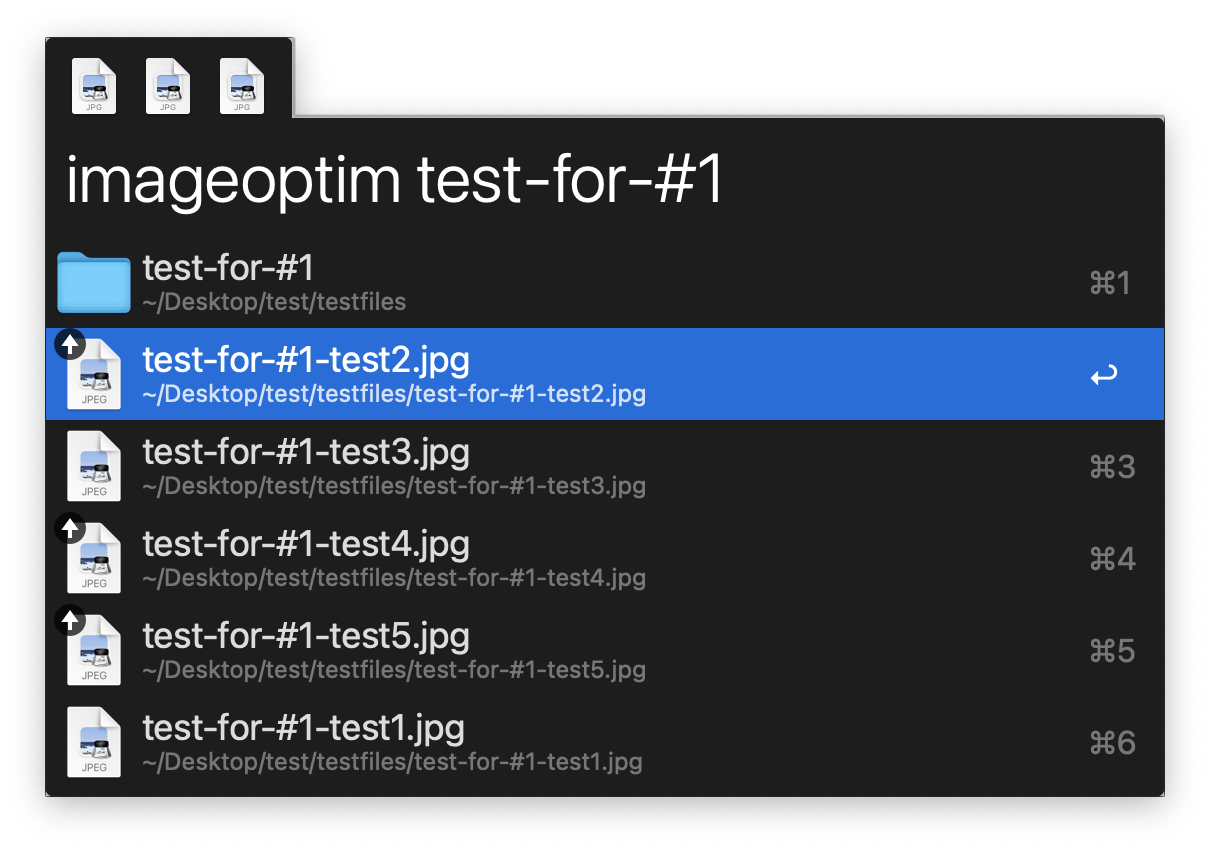 JPG JPG JPG
imageoptim test-for-#1
test-for-#1
~/Desktop/test/testfiles
⌘1
test-for-#1-test2.jpg
~/Desktop/test/testfiles/test-for-#1-test2.jpg
JPEG
test-for-#1-test3.jpg
~/Desktop/test/testfiles/test-for-#1-test3.jpg
JPEG
⌘3
test-for-#1-test4.jpg
~/Desktop/test/testfiles/test-for-#1-test4.jpg
JPEG
⌘4
test-for-#1-test5.jpg
~/Desktop/test/testfiles/test-for-#1-test5.jpg
JPEG
⌘5
test-for-#1-test1.jpg
~/Desktop/test/testfiles/test-for-#1-test1.jpg
JPEG
⌘6